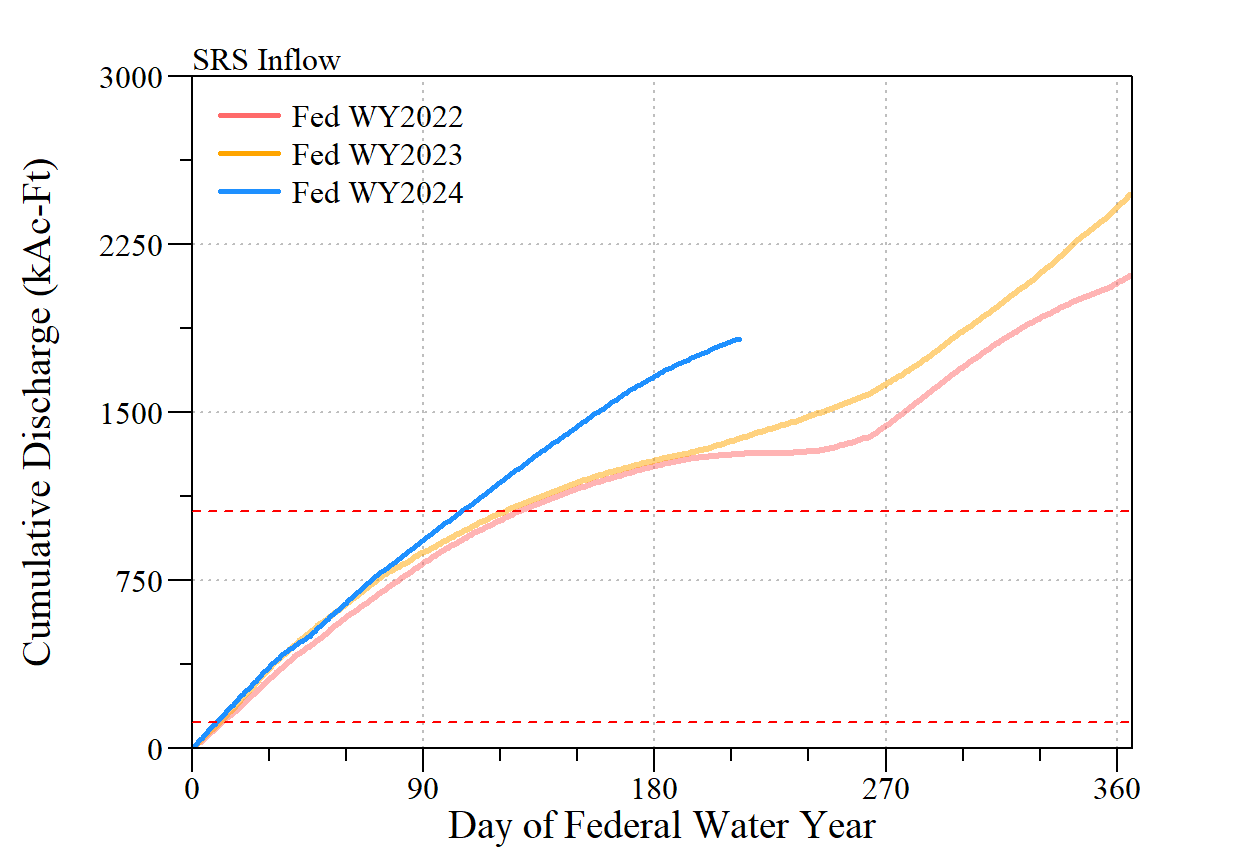 SRS Inflow
3000
Fed WY2022
Fed WY2023
Fed WY2024
2250
1500
750
0
Cumulative Discharge (kAc-Ft)
0 90 180 270 360
Day of Federal Water Year